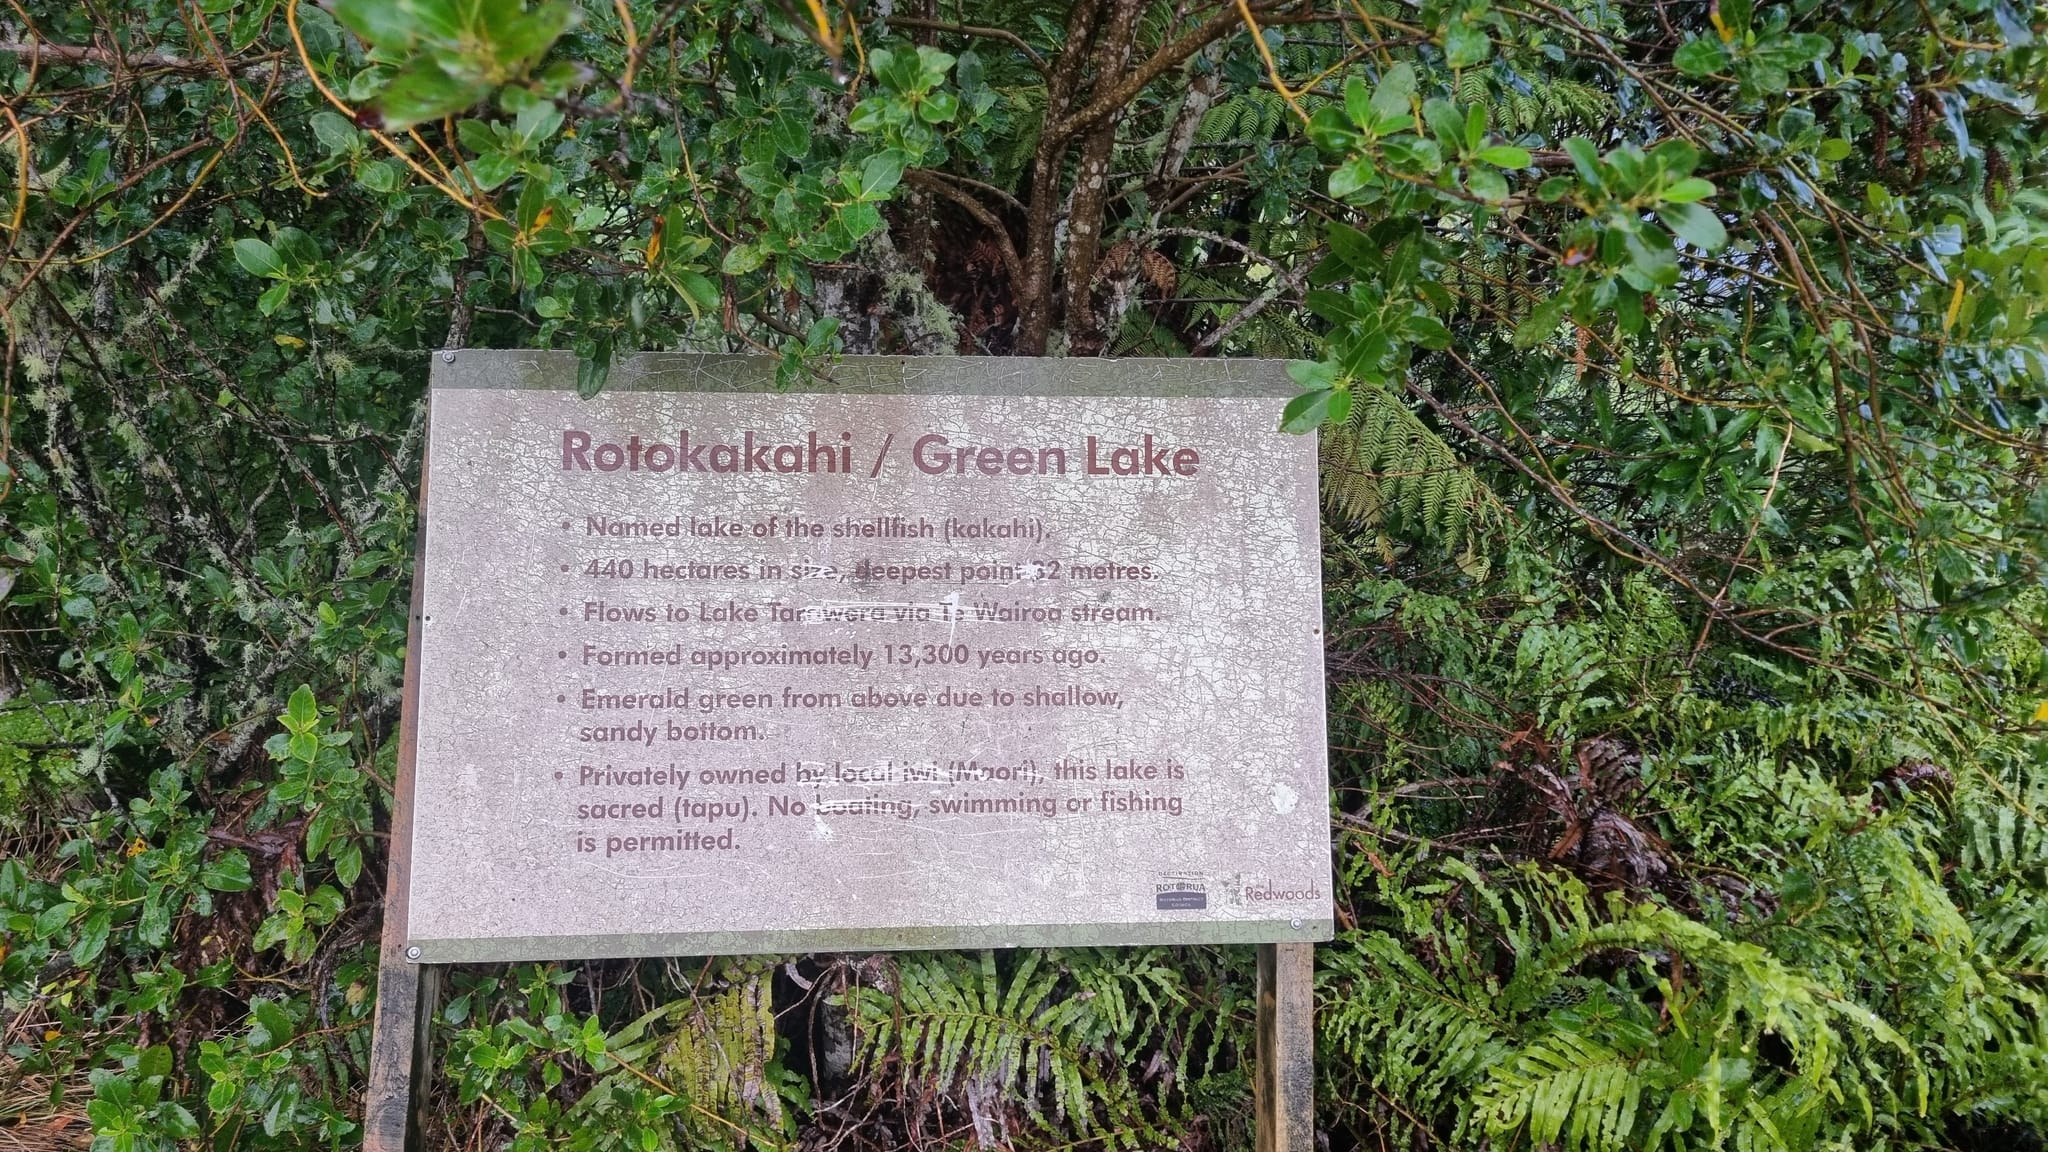 Rotokakahi / Green Lake
• Named lake of the shellfish (kakahi).
• 440 hectares in size, deepest point 32 metres.
• Flows to Lake Tarawera via Te Wairoa stream.
• Formed approximately 13,300 years ago.
• Emerald green from above due to shallow,
sandy bottom.
• Privately owned by local iwi (Maori), this lake is
sacred (tapu). No boating, swimming or fishing
is permitted.
DESTINATION
ROTORUA
Redwoods